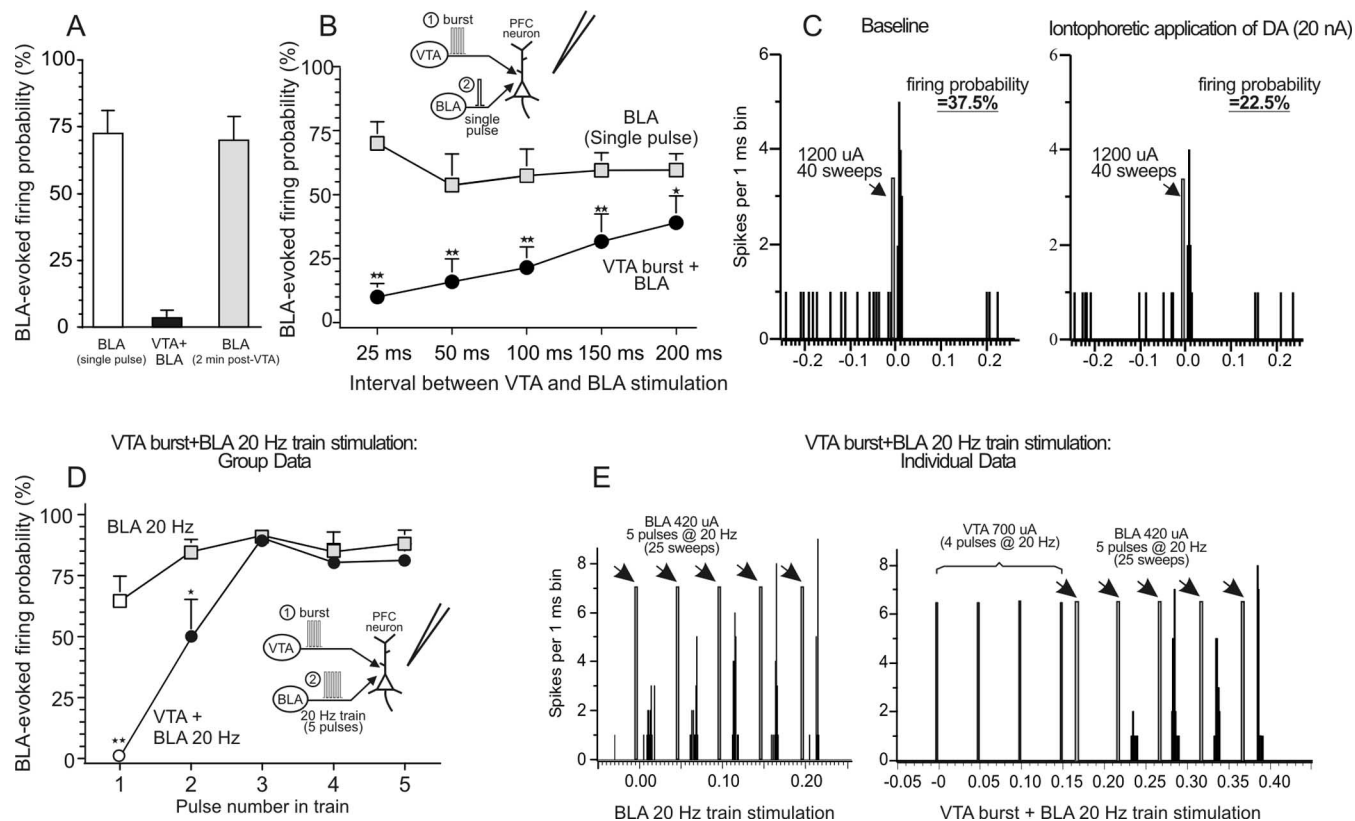 A
BLA-evoked firing probability (%)
100
75
50
25
0
BLA
(single pulse)
VTA+
BLA
BLA
(2 min post-VTA)
B
BLA-evoked firing probability (%)
100
75
50
25
0
1 burst
VTA
PFC
neuron
2
BLA
single
pulse
BLA
(Single pulse)
**
**
**
**
*
VTA burst +
BLA
25 ms
50 ms
100 ms
150 ms
200 ms
Interval between VTA and BLA stimulation
C
Baseline
Spikes per 1 ms bin
6
4
2
0
firing probability
=37.5%
1200 uA
40 sweeps
-0.2
-0.1
0.0
0.1
0.2
Iontophoretic application of DA (20 nA)
6
4
2
0
firing probability
=22.5%
1200 uA
40 sweeps
-0.2
-0.1
0.0
0.1
0.2
D
VTA burst+BLA 20 Hz train stimulation:
Group Data
BLA-evoked firing probability (%)
100
75
50
25
0
BLA 20 Hz
*
**
VTA +
BLA 20 Hz
1 burst
VTA
PFC
neuron
2
BLA
20 Hz train
(5 pulses)
1
2
3
4
5
Pulse number in train
E
VTA burst+BLA 20 Hz train stimulation:
Individual Data
Spikes per 1 ms bin
8
6
4
2
0
BLA 420 uA
5 pulses @ 20 Hz
(25 sweeps)
0.00
0.10
0.20
BLA 20 Hz train stimulation
8
6
4
2
0
VTA 700 uA
(4 pulses @ 20 Hz)
BLA 420 uA
5 pulses @ 20 Hz
(25 sweeps)
-0.05
-0
0.05
0.10
0.15
0.20
0.25
0.30
0.40
VTA burst + BLA 20 Hz train stimulation